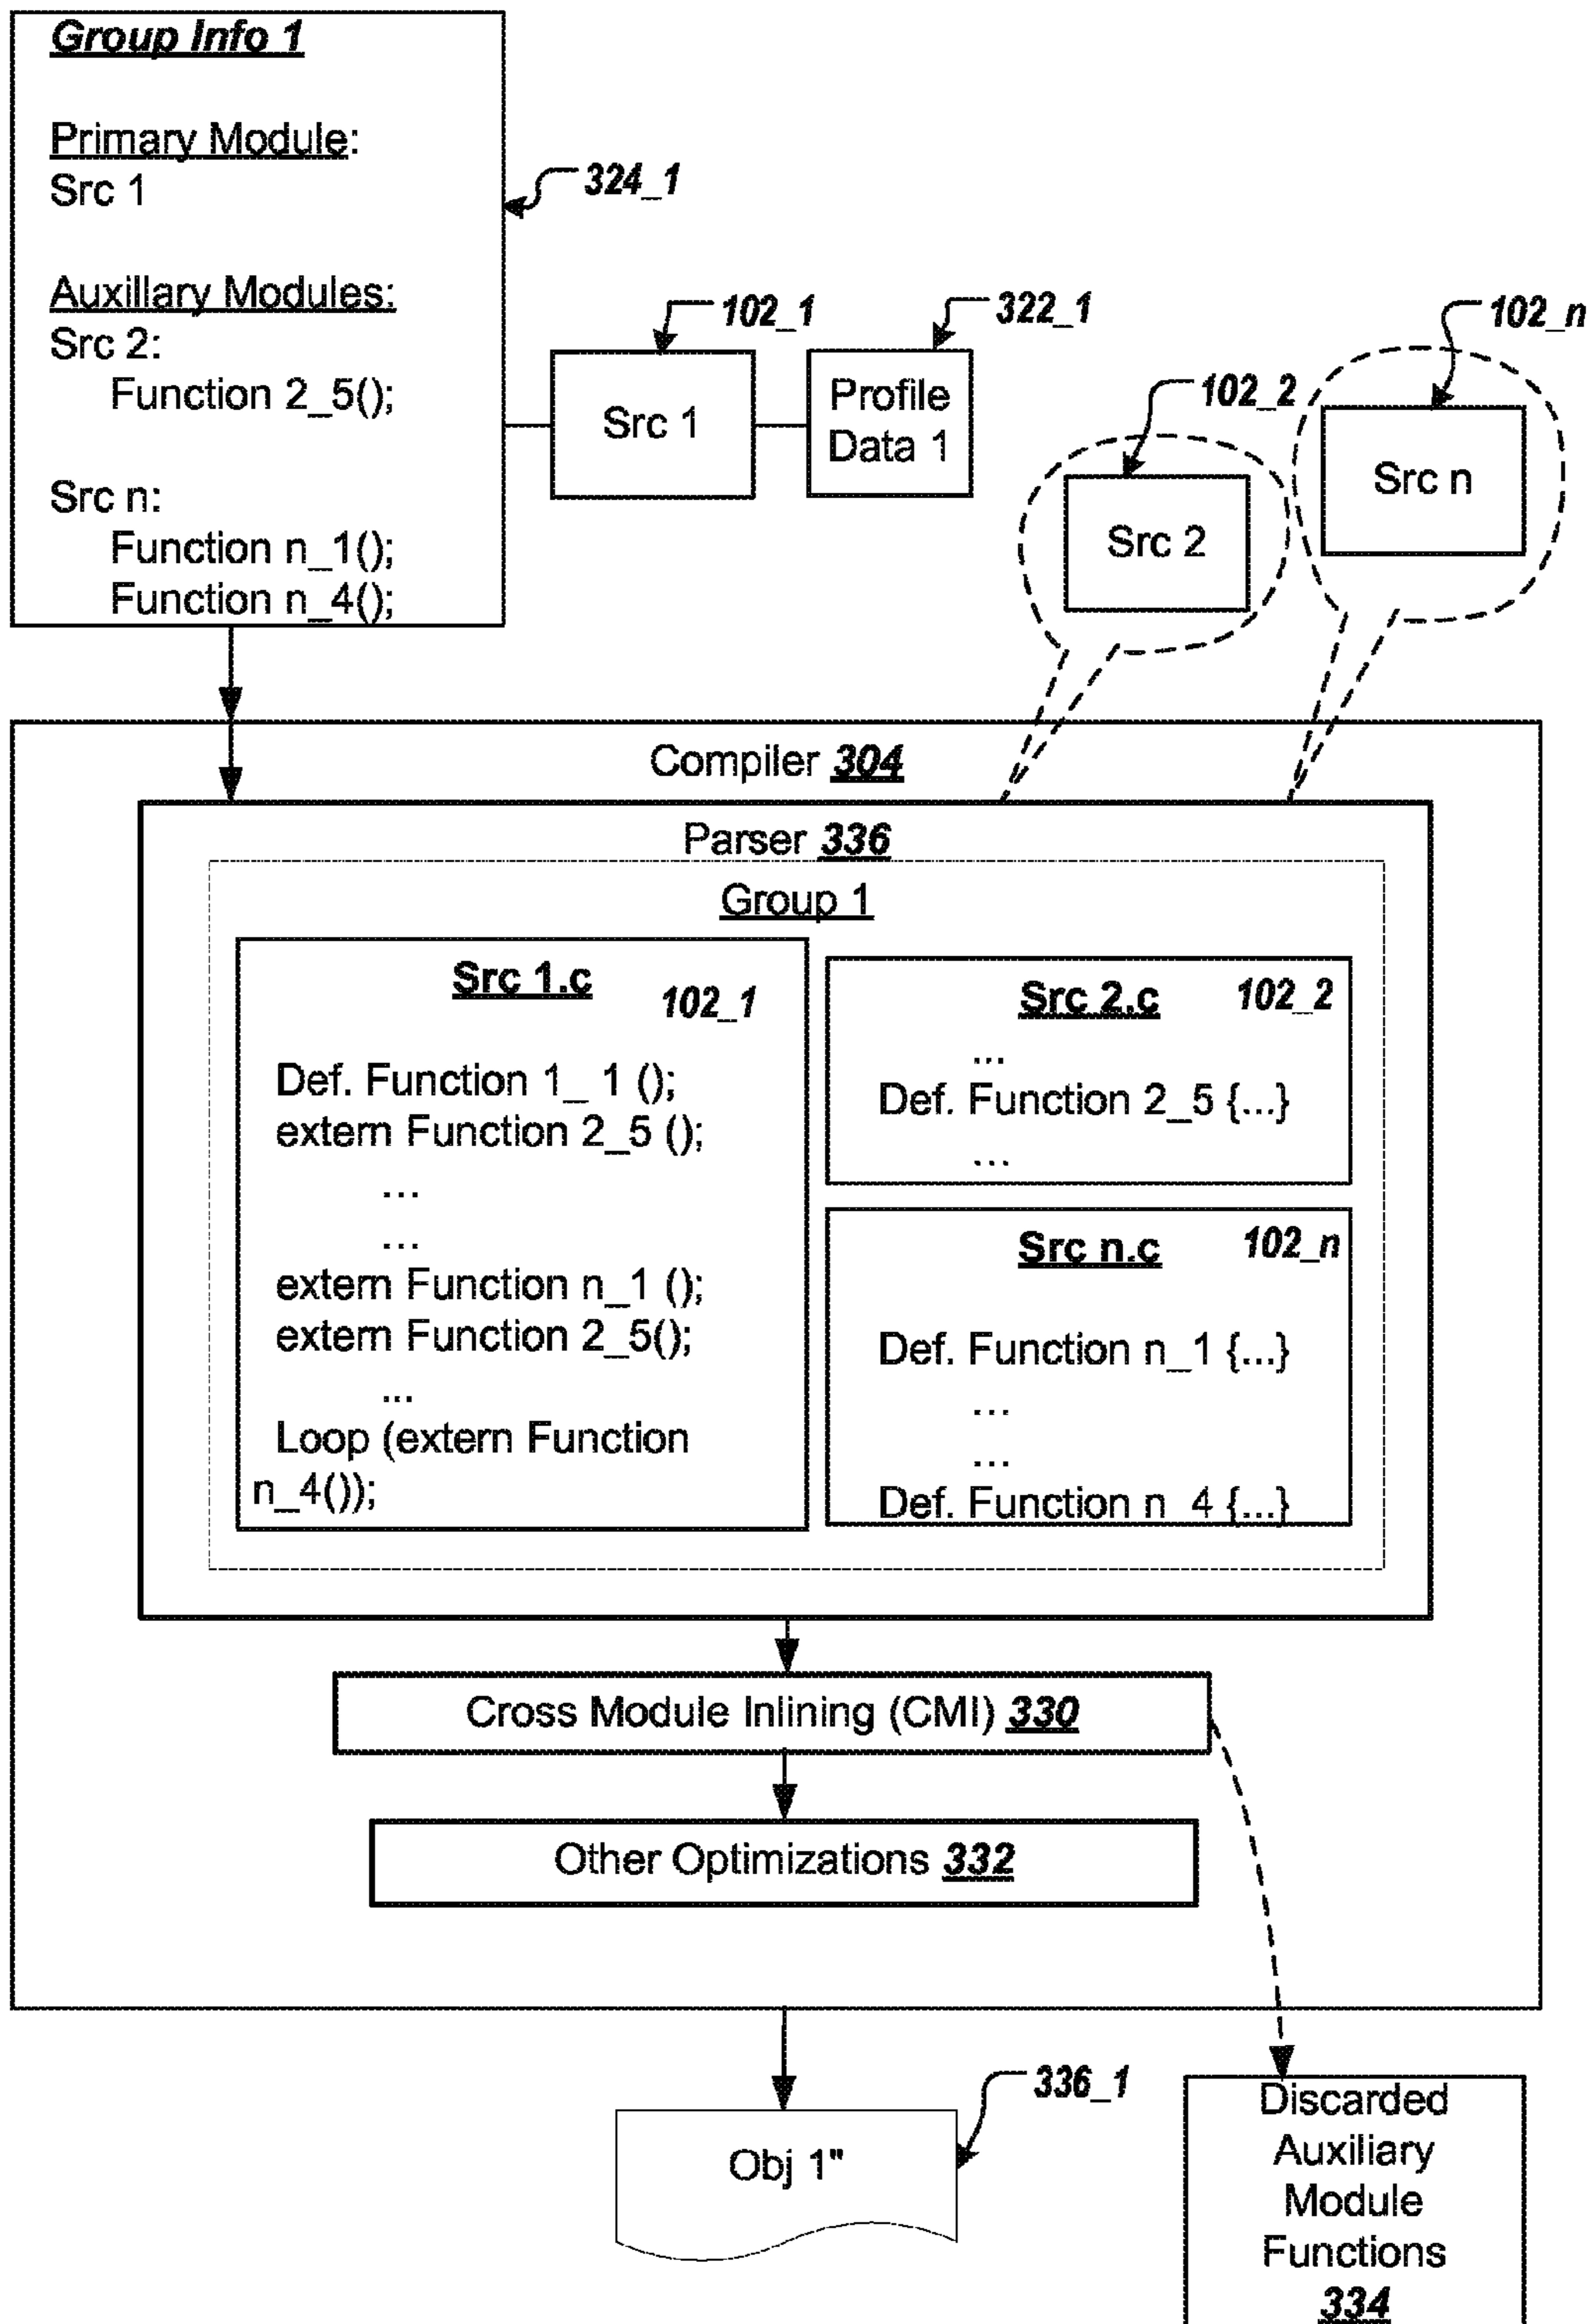 Group Info 1
Primary Module:
Src 1
324_1
Auxillary Modules:
Src 2:
Function 2_5();
Src n:
Function n_1();
Function n_4();
102_1
322_1
102_n
Src 1
Profile
Data 1
102_2
Src 2
Src n
Compiler 304
Parser 336
Group 1
Src 1.c
102_1
Def. Function 1_ 1 ();
extern Function 2_5 ();
...
...
extern Function n_1 ();
extern Function 2_5();
...
Loop (extern Function
n_4());
Src 2.c
102_2
...
Def. Function 2_5 {...}
...
Src n.c
102_n
Def. Function n_1 {...}
...
...
Def. Function n_4 {...}
Cross Module Inlining (CMI) 330
Other Optimizations 332
336_1
Obj 1"
Discarded
Auxiliary
Module
Functions
334